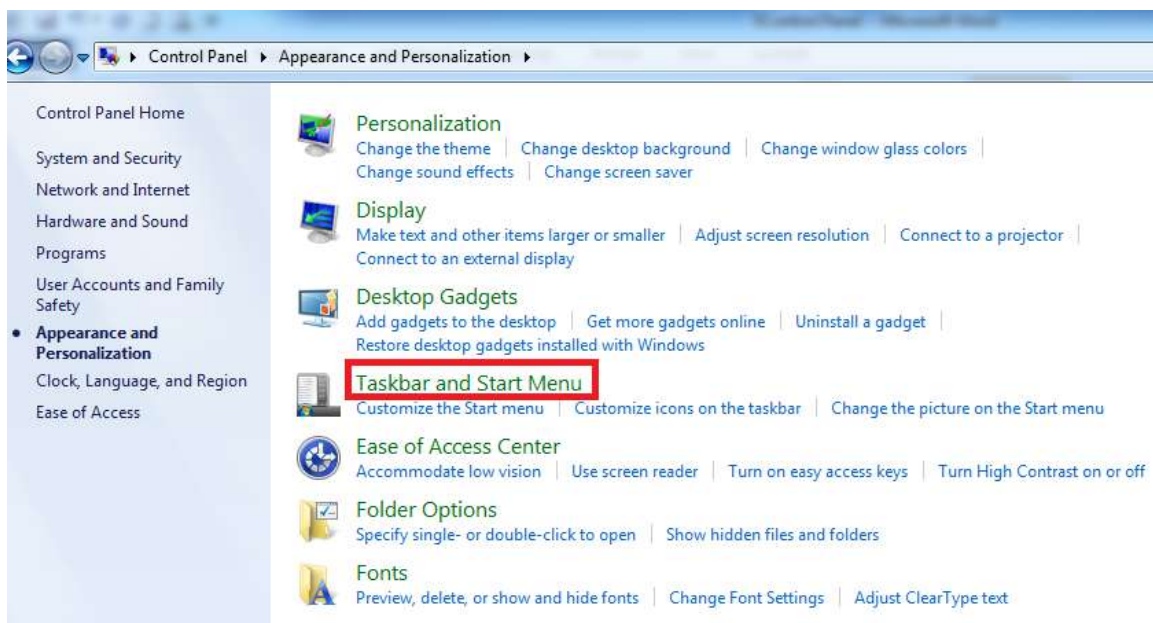 Control Panel Appearance and Personalization
Control Panel Home
System and Security
Network and Internet
Hardware and Sound
Programs
User Accounts and Family
Safety
Appearance and
Personalization
Clock, Language, and Region
Ease of Access
Personalization
Change the theme Change desktop background Change window glass colors
Change sound effects Change screen saver
Display
Make text and other items larger or smaller Adjust screen resolution Connect to a projector
Connect to an external display
Desktop Gadgets
Add gadgets to the desktop Get more gadgets online Uninstall a gadget
Restore desktop gadgets installed with Windows
Taskbar and Start Menu
Customize the Start menu Customize icons on the taskbar Change the picture on the Start menu
Ease of Access Center
Accommodate low vision Use screen reader Turn on easy access keys Turn High Contrast on or off
Folder Options
Specify single- or double-click to open Show hidden files and folders
Fonts
Preview, delete, or show and hide fonts Change Font Settings Adjust ClearType text